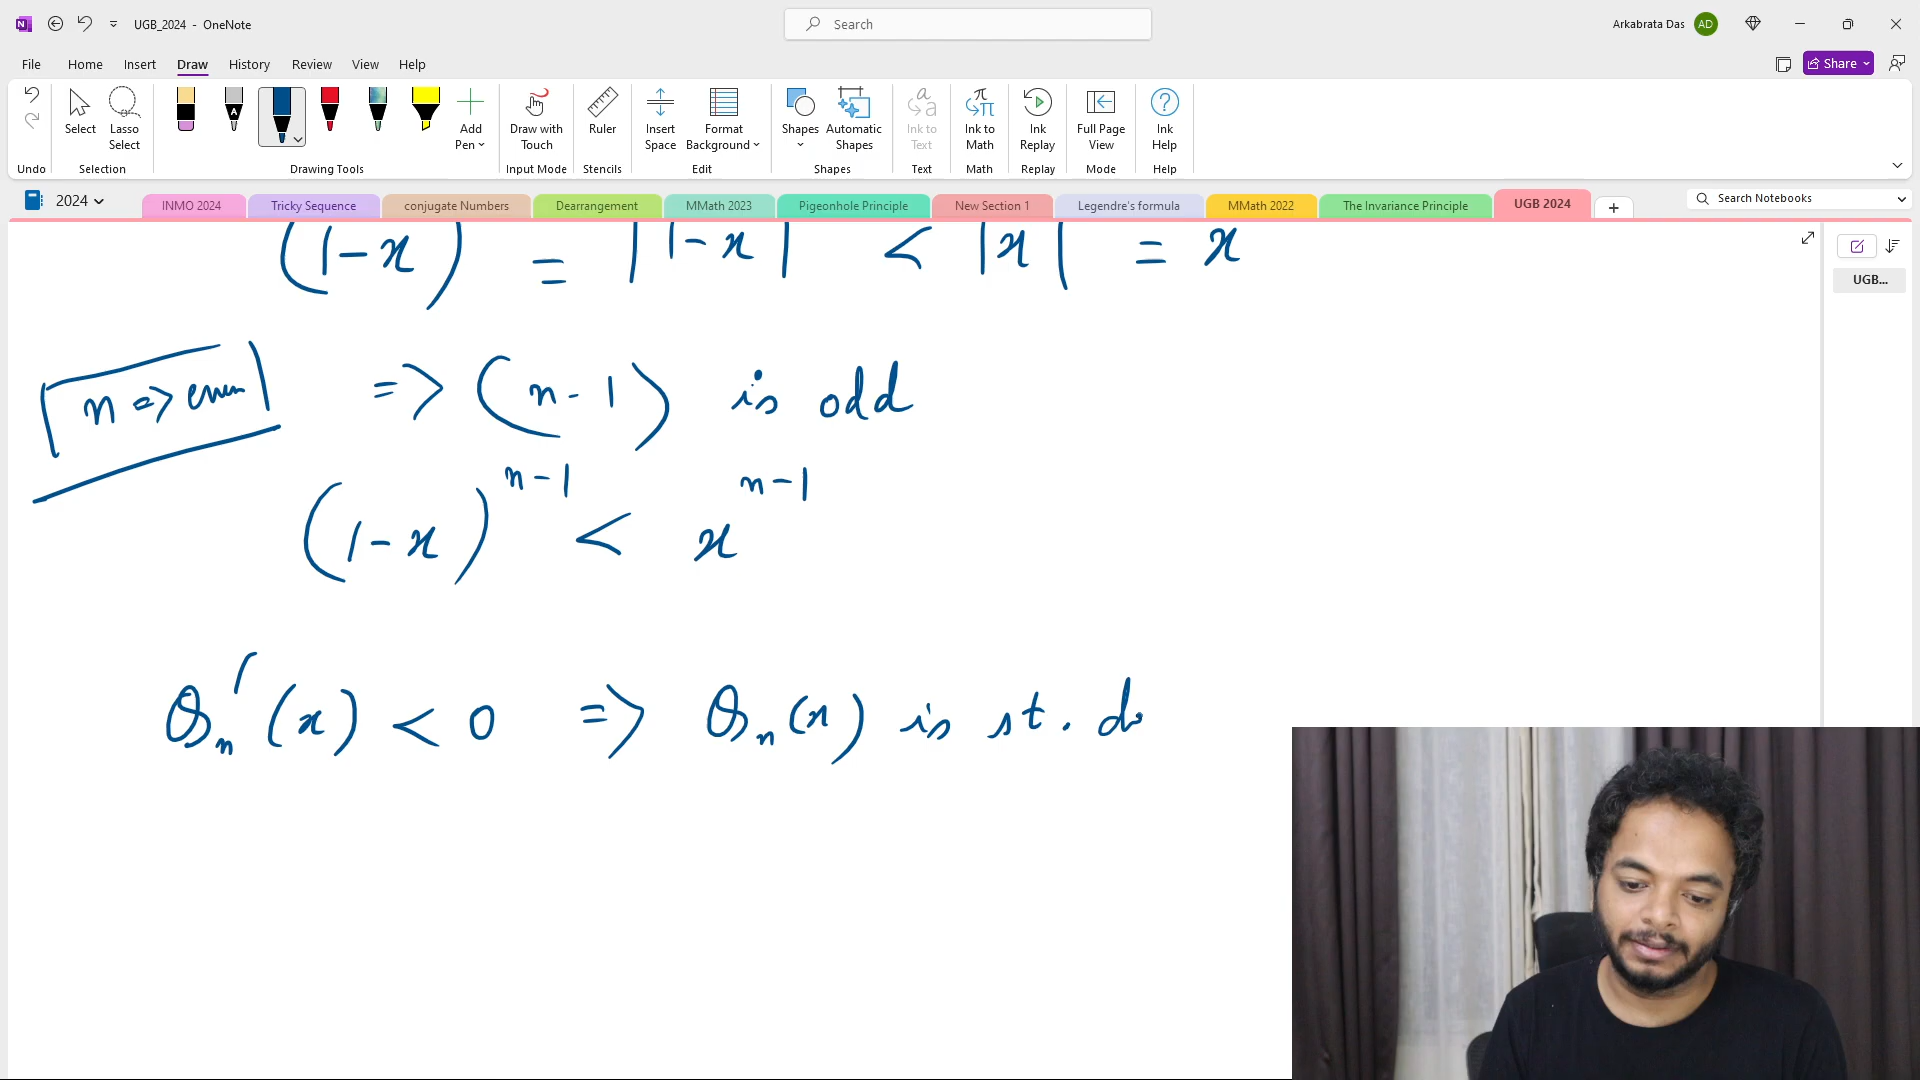 UGB_2024 - OneNote
Search
Arkabrata Das AD
File Home Insert Draw History Review View Help
Share
Select
Lasso Select
Add Pen
Draw with Touch
Ruler
Insert Space
Format Background
Shapes
Automatic Shapes
Ink to Text
Ink to Math
Ink Replay
Full Page View
Ink Help
Undo Selection Drawing Tools Input Mode Stencils Edit Shapes Text Math Replay Mode Help
2024 INMO 2024 Tricky Sequence conjugate Numbers Dearrangement MMath 2023 Pigeonhole Principle New Section 1 Legendre's formula MMath 2022 The Invariance Principle UGB 2024 + Search Notebooks
UGB...
(1-x) = |1-x| < |x| = x
n => even => (n-1) is odd
(1-x)^{n-1} < x^{n-1}
Q_n'(x) < 0 => Q_n(x) is st. de